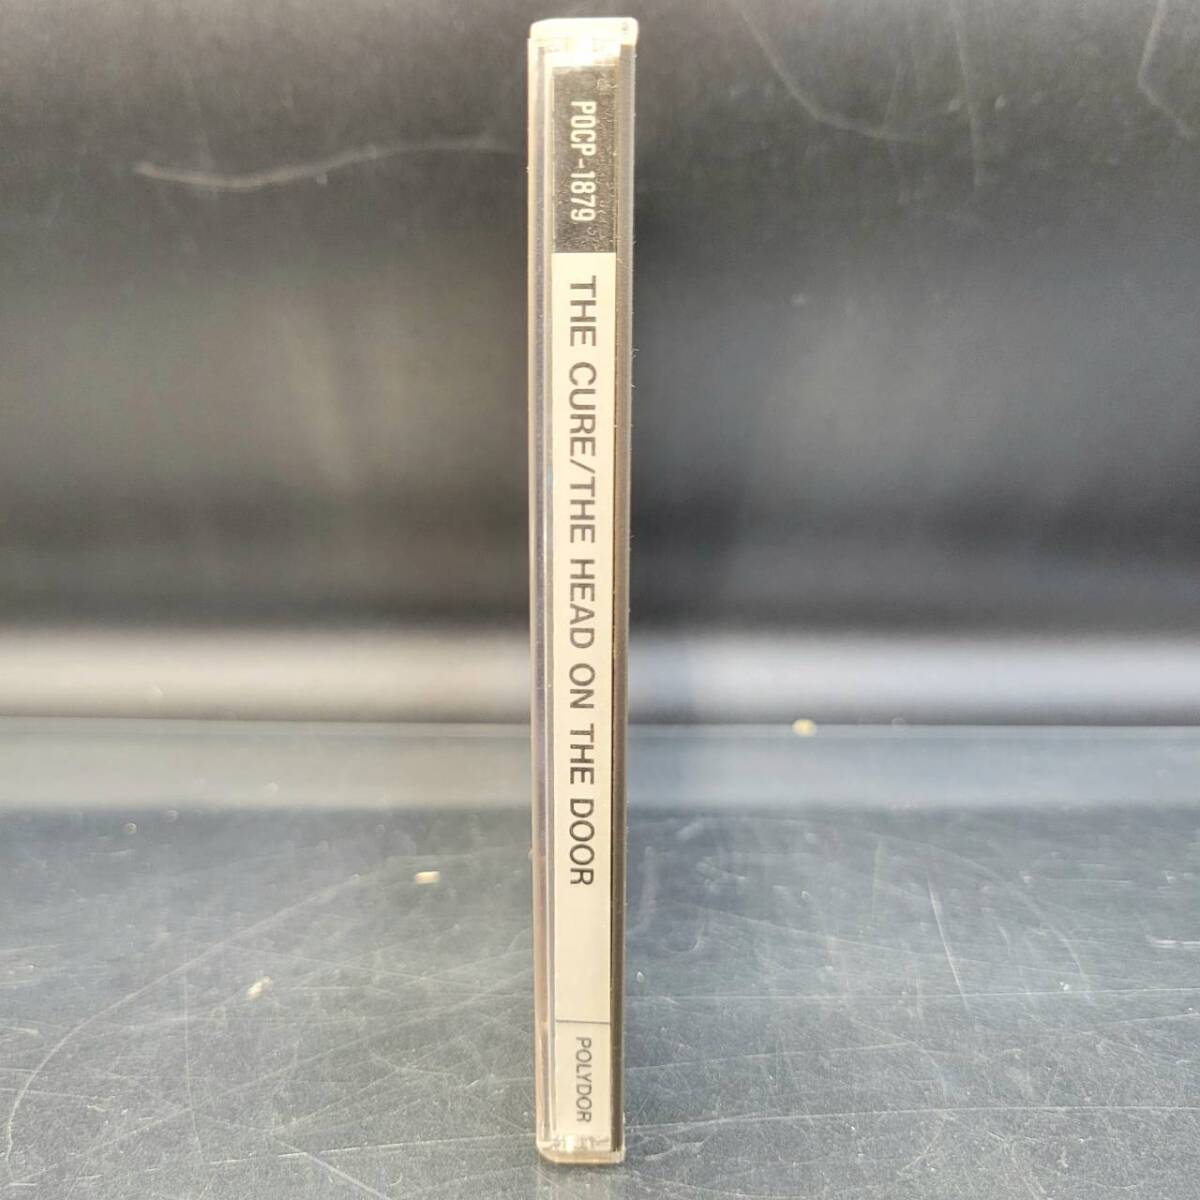 POCP-1879
THE CURE/THE HEAD ON THE DOOR
POLYDOR